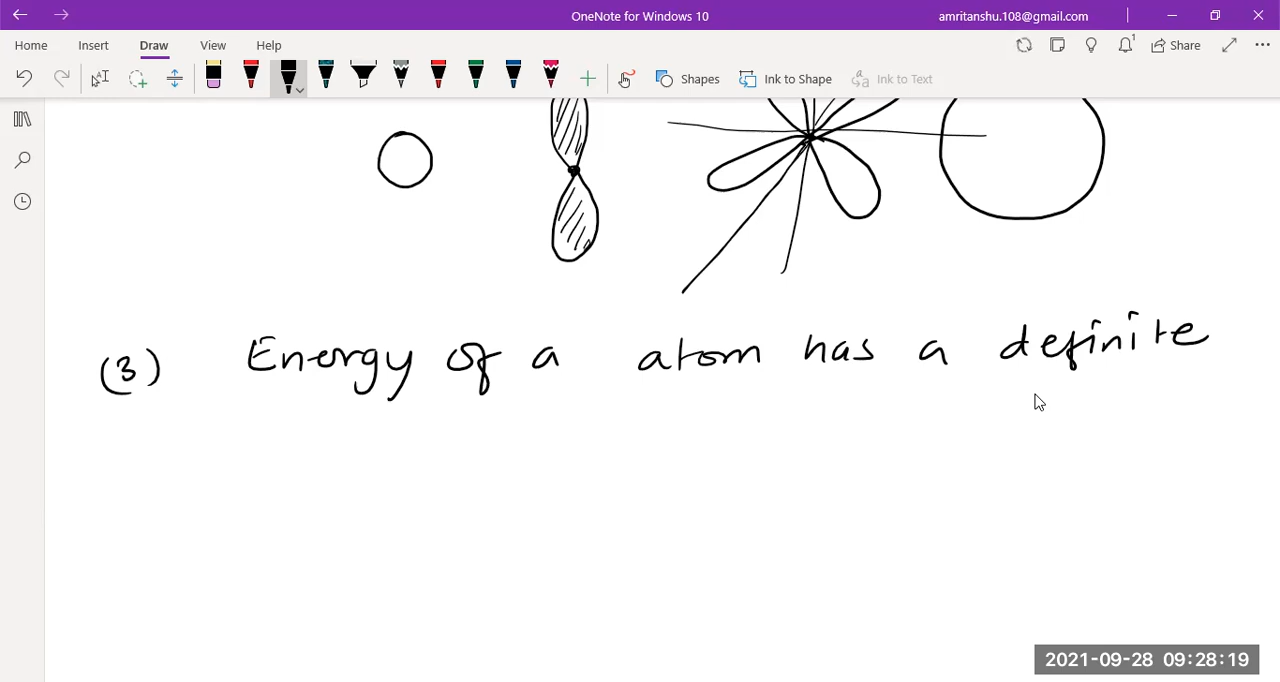 OneNote for Windows 10
amritanshu.108@gmail.com
Home Insert Draw View Help
1 Share
Shapes Ink to Shape Ink to Text
(3) Energy of a atom has a definite
2021-09-28 09:28:19